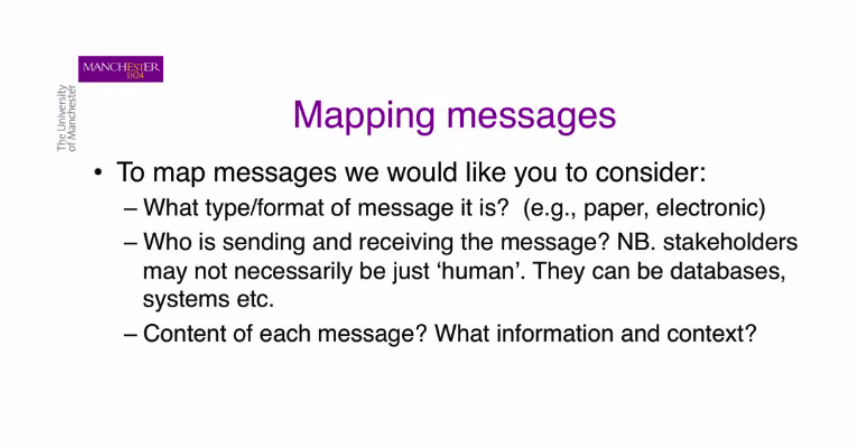 MANCHESTER
1824
The University
of Manchester
Mapping messages
• To map messages we would like you to consider:
– What type/format of message it is?  (e.g., paper, electronic)
– Who is sending and receiving the message? NB. stakeholders
may not necessarily be just ‘human’. They can be databases,
systems etc.
– Content of each message? What information and context?